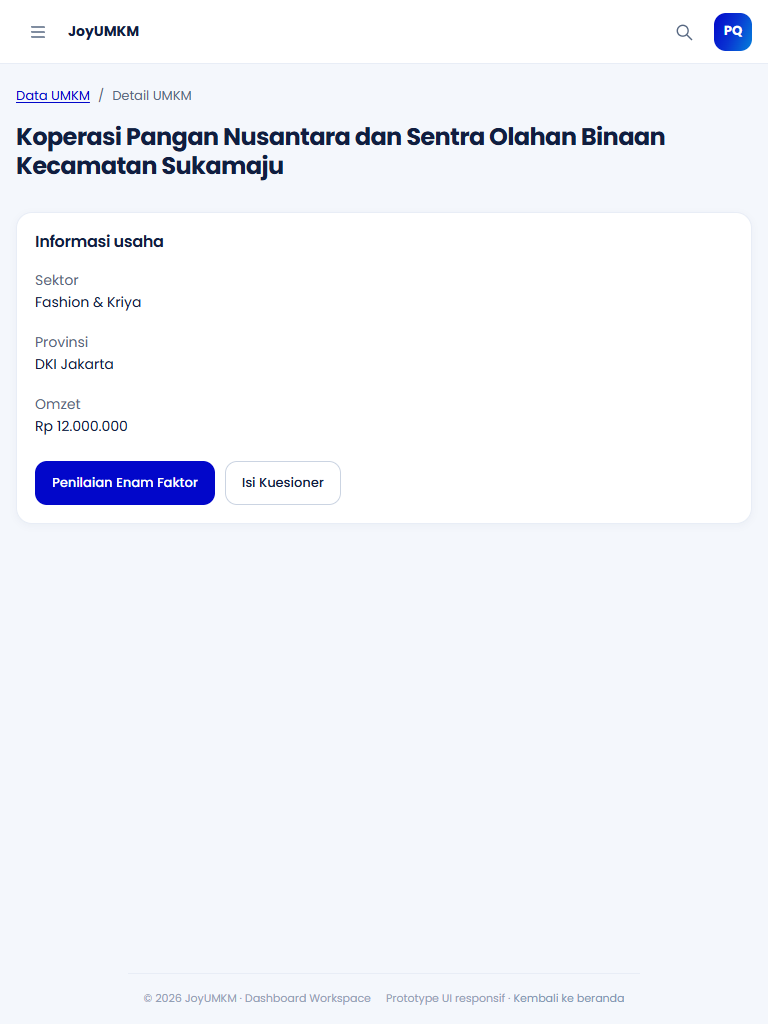 JoyUMKM
PQ
Data UMKM / Detail UMKM
Koperasi Pangan Nusantara dan Sentra Olahan Binaan
Kecamatan Sukamaju
Informasi usaha
Sektor
Fashion & Kriya
Provinsi
DKI Jakarta
Omzet
Rp 12.000.000
Penilaian Enam Faktor
Isi Kuesioner
© 2026 JoyUMKM · Dashboard Workspace Prototype UI responsif · Kembali ke beranda